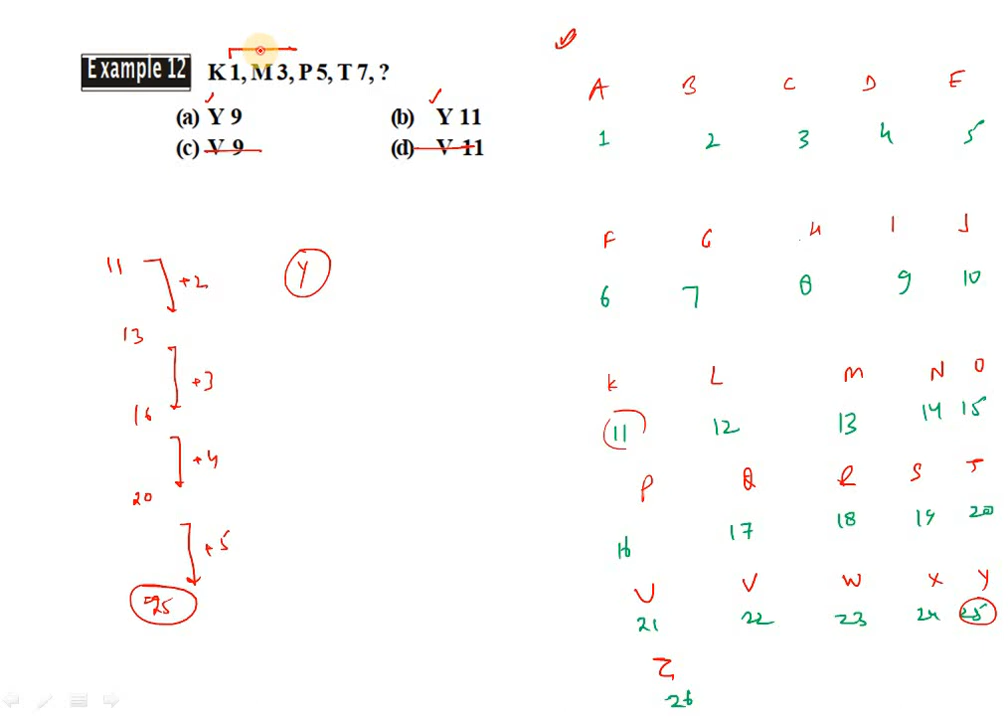 Example 12 K 1, M 3, P 5, T 7, ?
(a) Y 9 (b) Y 11
(c) V 9 (d) V 11
A B C D E
1 2 3 4 5
F G H I J
6 7 8 9 10
K L M N O
11 12 13 14 15
P Q R S T
16 17 18 19 20
U V W X Y
21 22 23 24 25
Z
26
11
+2
13
+3
16
+4
20
+5
25
Y